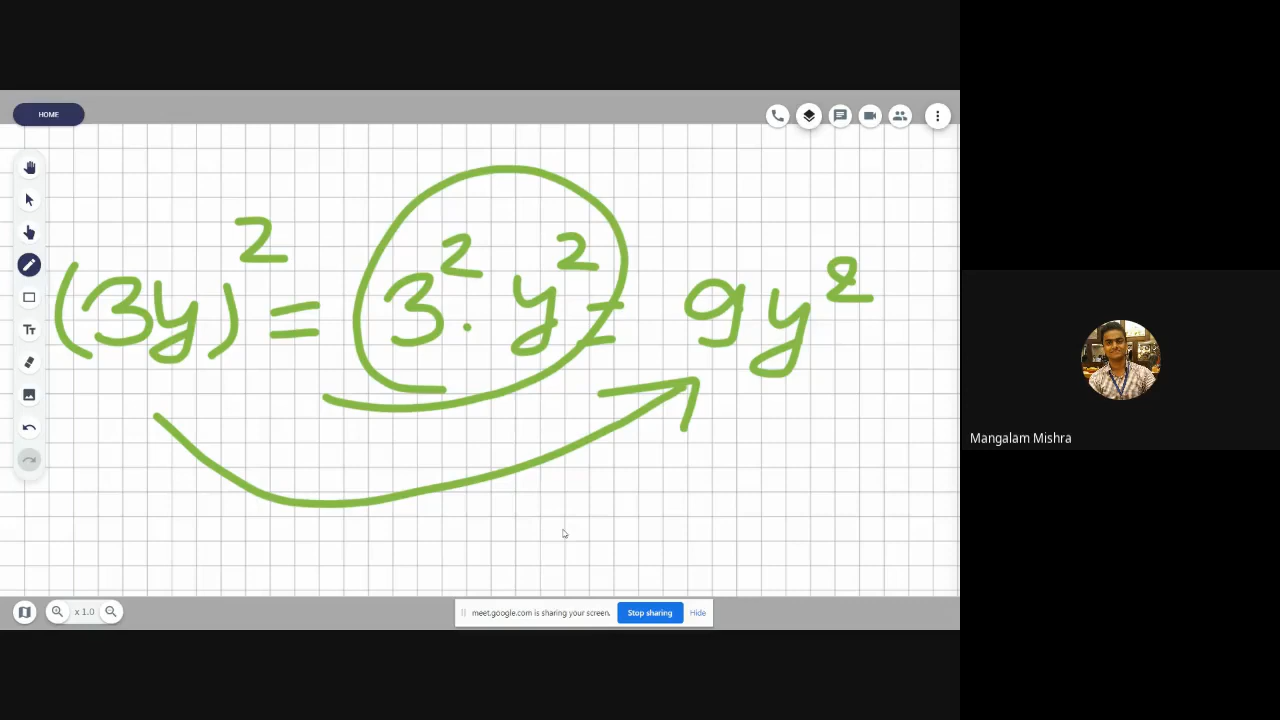 HOME
(3y)² = 3² · y² = 9y²
Tт
x 1.0
meet.google.com is sharing your screen.
Stop sharing
Hide
Mangalam Mishra